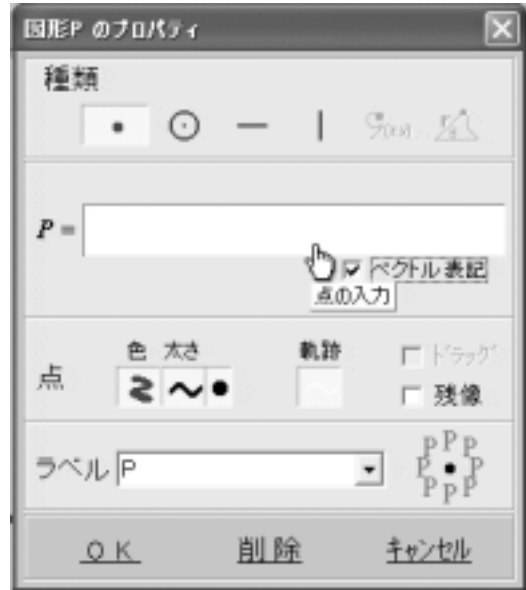 図形P のプロパティ
種類
P =
ベクトル表記
点の入力
色 太さ 軌跡 ドラッグ
点 残像
ラベル P
P P P
P P
P P P
OK 削除 キャンセル